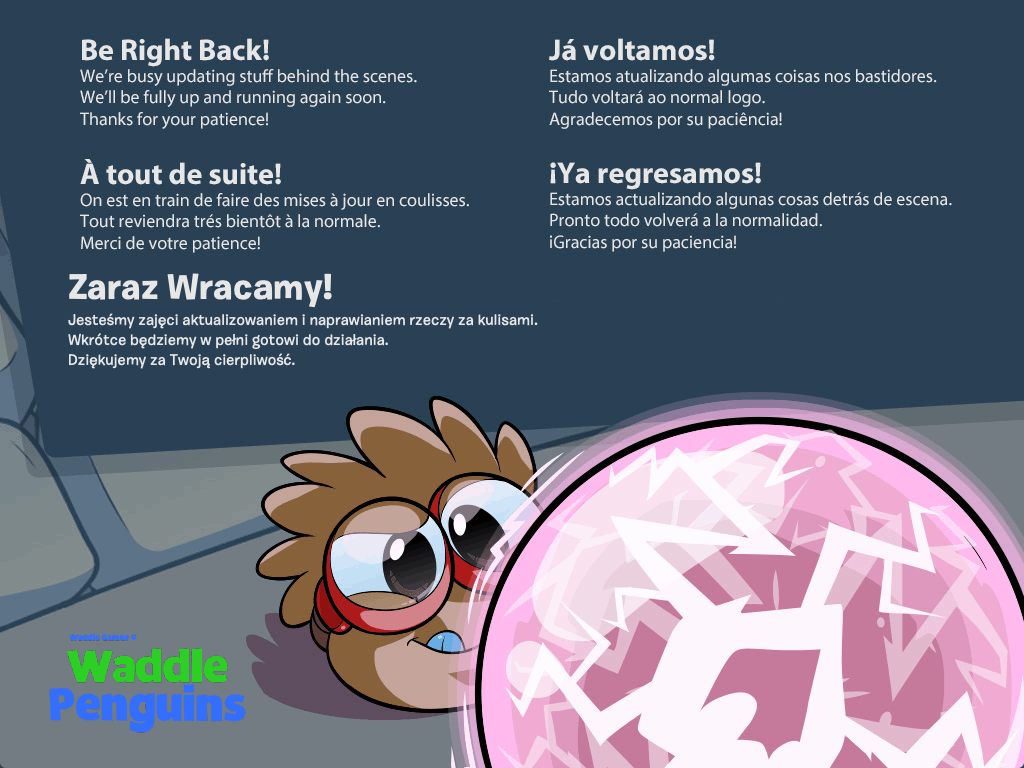 Be Right Back!
We're busy updating stuff behind the scenes.
We'll be fully up and running again soon.
Thanks for your patience!
Já voltamos!
Estamos atualizando algumas coisas nos bastidores.
Tudo voltará ao normal logo.
Agradecemos por su paciência!
À tout de suite!
On est en train de faire des mises à jour en coulisses.
Tout reviendra trés bientôt à la normale.
Merci de votre patience!
¡Ya regresamos!
Estamos actualizando algunas cosas detrás de escena.
Pronto todo volverá a la normalidad.
¡Gracias por su paciencia!
Zaraz Wracamy!
Jesteśmy zajęci aktualizowaniem i naprawianiem rzeczy za kulisami.
Wkrótce będziemy w pełni gotowi do działania.
Dziękujemy za Twoją cierpliwość.
Waddle
Penguins